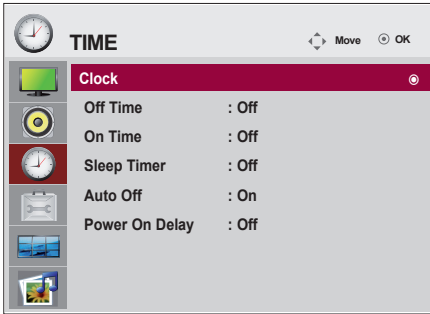 TIME
Move
OK
Clock
Off Time : Off
On Time : Off
Sleep Timer : Off
Auto Off : On
Power On Delay : Off